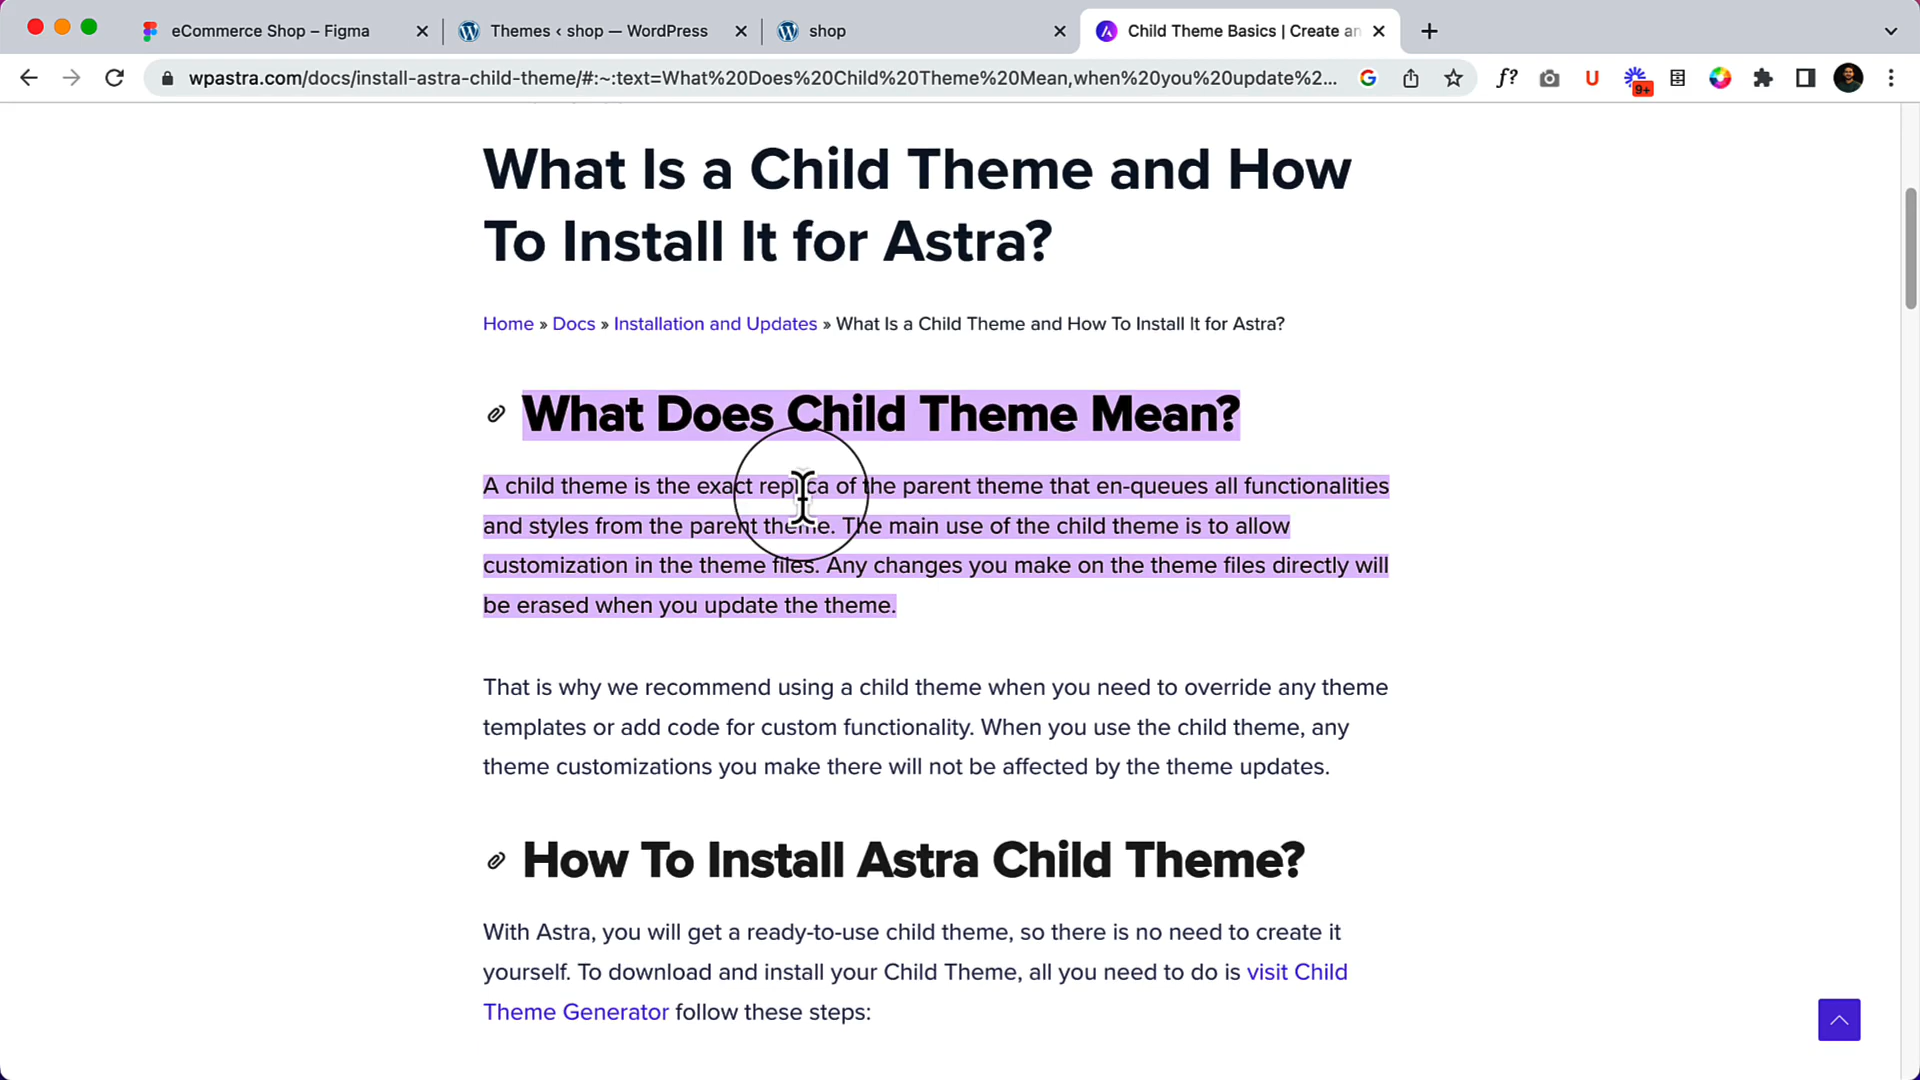 eCommerce Shop – Figma
Themes ‹ shop — WordPress
shop
Child Theme Basics | Create an
wpastra.com/docs/install-astra-child-theme/#:~:text=What%20Does%20Child%20Theme%20Mean,when%20you%20update%2...
f?
U
9+
What Is a Child Theme and How
To Install It for Astra?
Home » Docs » Installation and Updates » What Is a Child Theme and How To Install It for Astra?
What Does Child Theme Mean?
A child theme is the exact replica of the parent theme that en-queues all functionalities
and styles from the parent theme. The main use of the child theme is to allow
customization in the theme files. Any changes you make on the theme files directly will
be erased when you update the theme.
That is why we recommend using a child theme when you need to override any theme
templates or add code for custom functionality. When you use the child theme, any
theme customizations you make there will not be affected by the theme updates.
How To Install Astra Child Theme?
With Astra, you will get a ready-to-use child theme, so there is no need to create it
yourself. To download and install your Child Theme, all you need to do is visit Child
Theme Generator follow these steps: